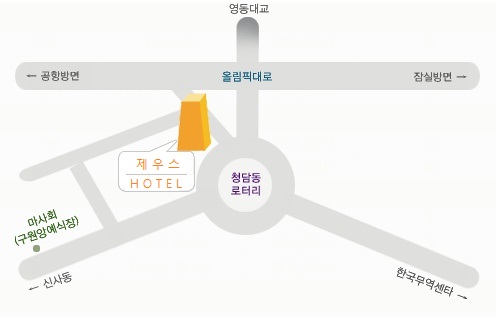 영동대교
← 공항방면
올림픽대로
잠실방면 →
제우스
HOTEL
청담동
로터리
마사회
(구원앙예식장)
← 신사동
한국무역센타 →